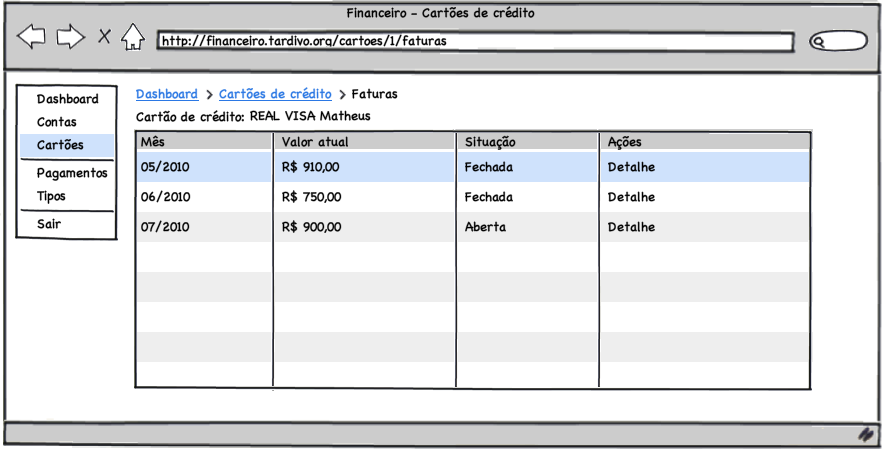 Financeiro - Cartões de crédito
http://financeiro.tardivo.org/cartoes/1/faturas
Dashboard
Contas
Cartões
Pagamentos
Tipos
Sair
Dashboard > Cartões de crédito > Faturas
Cartão de crédito: REAL VISA Matheus
Mês Valor atual Situação Ações
05/2010 R$ 910,00 Fechada Detalhe
06/2010 R$ 750,00 Fechada Detalhe
07/2010 R$ 900,00 Aberta Detalhe